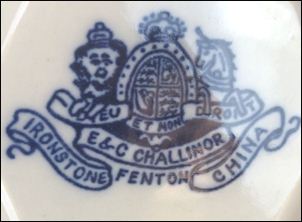 DIEU ET MON DROIT
E & C CHALLINOR
IRONSTONE CHINA
FENTON